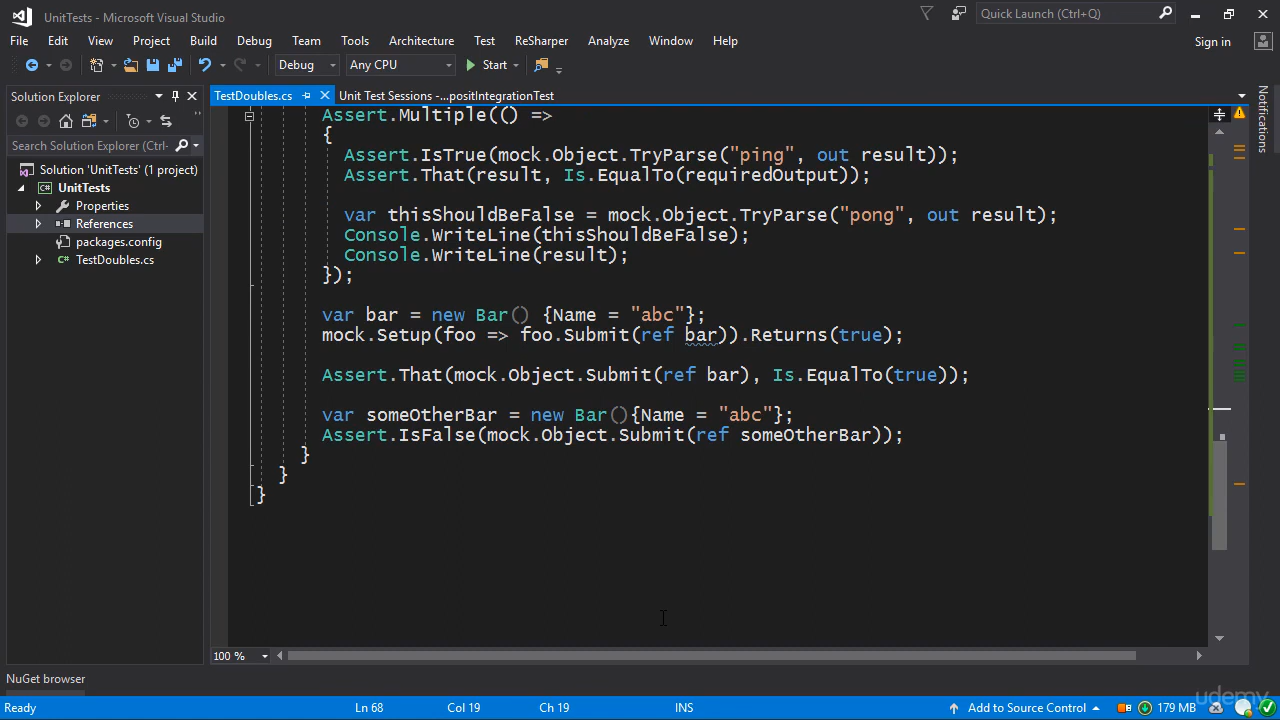 UnitTests - Microsoft Visual Studio
Quick Launch (Ctrl+Q)
File Edit View Project Build Debug Team Tools Architecture Test ReSharper Analyze Window Help
Sign in
Debug Any CPU Start
Solution Explorer
TestDoubles.cs Unit Test Sessions -...positIntegrationTest
Notifications
Search Solution Explorer (Ctrl-
Solution 'UnitTests' (1 project)
UnitTests
Properties
References
packages.config
TestDoubles.cs
Assert.Multiple(() =>
{
Assert.IsTrue(mock.Object.TryParse("ping", out result));
Assert.That(result, Is.EqualTo(requiredOutput));
var thisShouldBeFalse = mock.Object.TryParse("pong", out result);
Console.WriteLine(thisShouldBeFalse);
Console.WriteLine(result);
});
var bar = new Bar() {Name = "abc"};
mock.Setup(foo => foo.Submit(ref bar)).Returns(true);
Assert.That(mock.Object.Submit(ref bar), Is.EqualTo(true));
var someOtherBar = new Bar(){Name = "abc"};
Assert.IsFalse(mock.Object.Submit(ref someOtherBar));
}
}
}
100 %
NuGet browser
Ready Ln 68 Col 19 Ch 19 INS Add to Source Control 179 MB
udemy